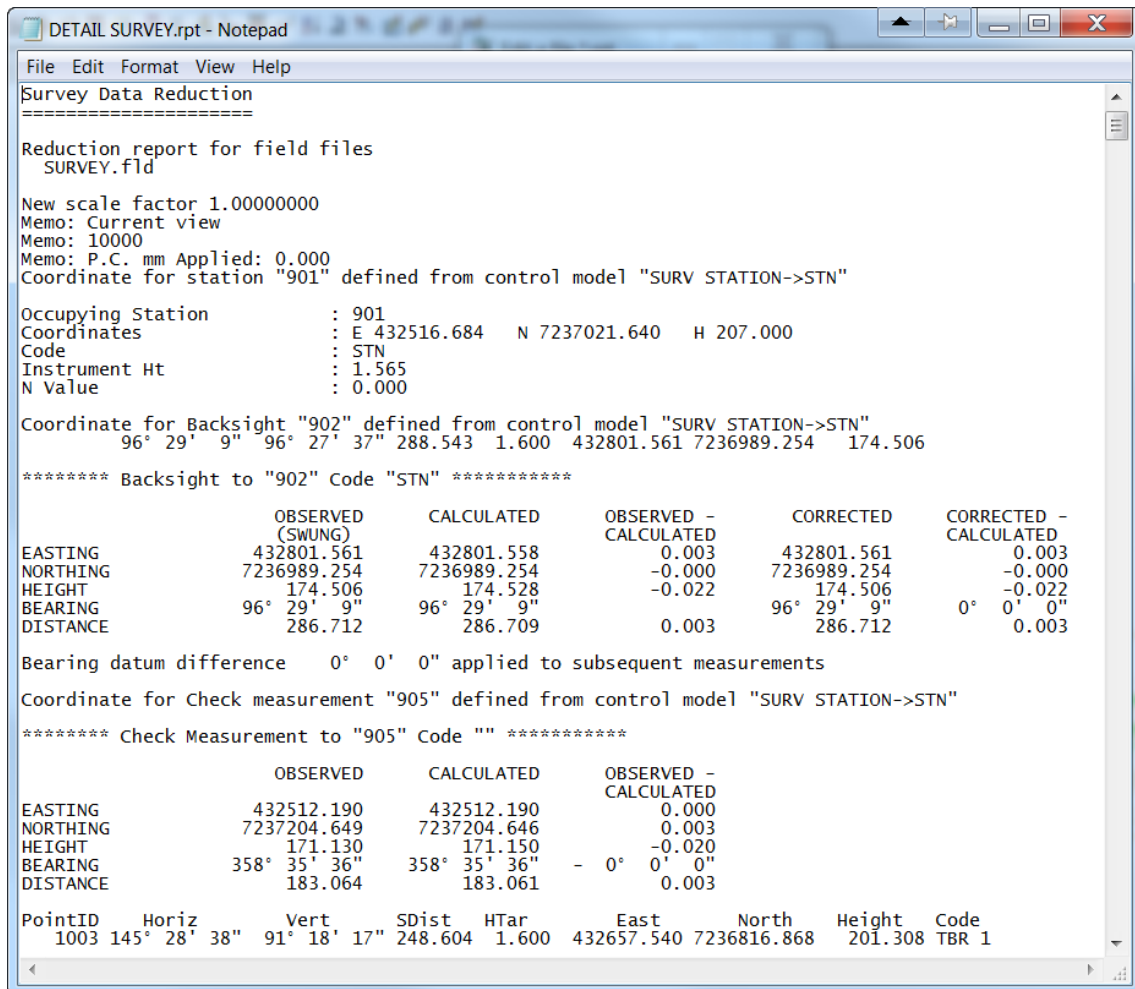 DETAIL SURVEY.rpt - Notepad
File Edit Format View Help
Survey Data Reduction
=====================
Reduction report for field files
SURVEY.fld
New scale factor 1.00000000
Memo: Current view
Memo: 10000
Memo: P.C. mm Applied: 0.000
Coordinate for station "901" defined from control model "SURV STATION->STN"
Occupying Station : 901
Coordinates : E 432516.684 N 7237021.640 H 207.000
Code : STN
Instrument Ht : 1.565
N Value : 0.000
Coordinate for Backsight "902" defined from control model "SURV STATION->STN"
96° 29' 9" 96° 27' 37" 288.543 1.600 432801.561 7236989.254 174.506
******** Backsight to "902" Code "STN" ***********
OBSERVED CALCULATED OBSERVED - CORRECTED CORRECTED -
(SWUNG) CALCULATED CALCULATED
EASTING 432801.561 432801.558 0.003 432801.561 0.003
NORTHING 7236989.254 7236989.254 -0.000 7236989.254 -0.000
HEIGHT 174.506 174.528 -0.022 174.506 -0.022
BEARING 96° 29' 9" 96° 29' 9" 96° 29' 9" 0° 0' 0"
DISTANCE 286.712 286.709 0.003 286.712 0.003
Bearing datum difference 0° 0' 0" applied to subsequent measurements
Coordinate for Check measurement "905" defined from control model "SURV STATION->STN"
******** Check Measurement to "905" Code "" ***********
OBSERVED CALCULATED OBSERVED -
CALCULATED
EASTING 432512.190 432512.190 0.000
NORTHING 7237204.649 7237204.646 0.003
HEIGHT 171.130 171.150 -0.020
BEARING 358° 35' 36" 358° 35' 36" - 0° 0' 0"
DISTANCE 183.064 183.061 0.003
PointID Horiz Vert SDist HTar East North Height Code
1003 145° 28' 38" 91° 18' 17" 248.604 1.600 432657.540 7236816.868 201.308 TBR 1